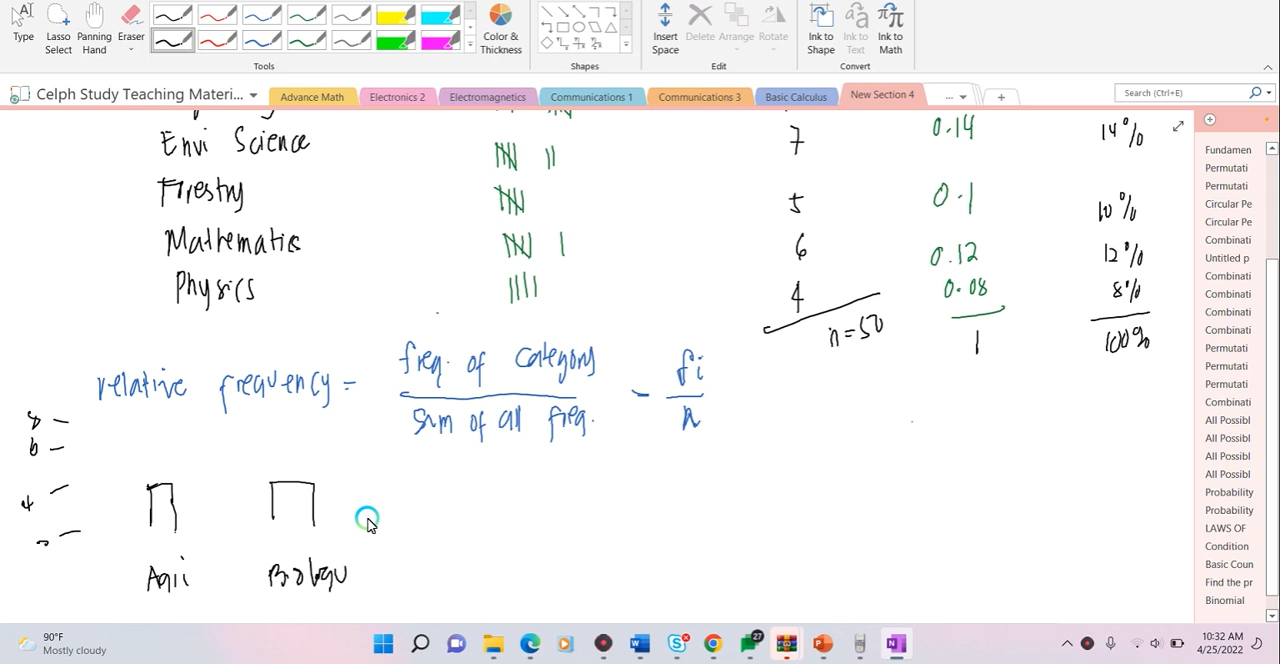 Type
Lasso Select
Panning Hand
Eraser
Color & Thickness
Insert Space
Delete Arrange Rotate
Ink to Shape
Ink to Text
Ink to Math
Tools
Shapes
Edit
Convert
Celph Study Teaching Materi...
Advance Math
Electronics 2
Electromagnetics
Communications 1
Communications 3
Basic Calculus
New Section 4
...
Search (Ctrl+E)
Envi Science 7 0.14 14%
Firestry 5 0.1 10%
Mathematics 6 0.12 12%
Physics 4 0.08 8%
n=50 1 100%
relative frequency = freq. of category / sum of all freq. = fi / n
8
6
4
Agri
Biology
Fundamen
Permutati
Permutati
Circular Pe
Circular Pe
Combinati
Untitled p
Combinati
Combinati
Combinati
Combinati
Permutati
Permutati
Permutati
Combinati
All Possibl
All Possibl
All Possibl
All Possibl
Probability
Probability
LAWS OF
Condition
Basic Coun
Find the pr
Binomial
90°F
Mostly cloudy
27
10:32 AM
4/25/2022